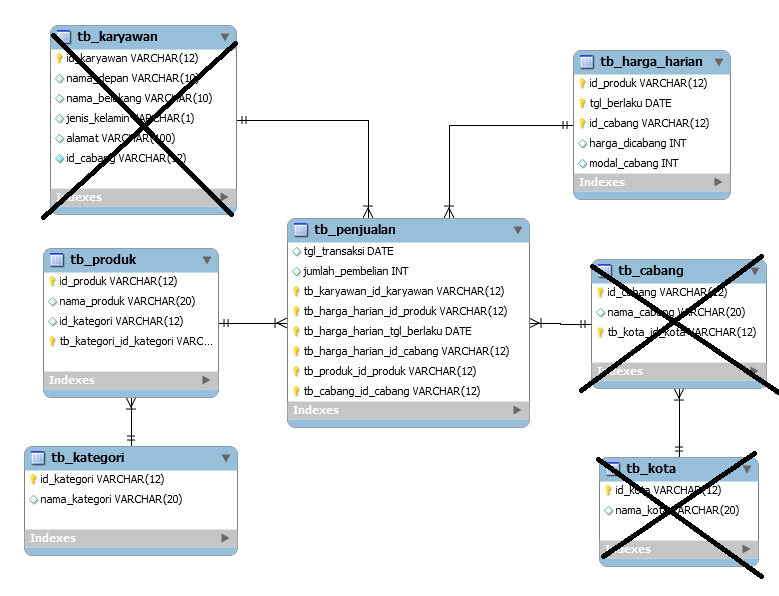 tb_karyawan
id_karyawan VARCHAR(12)
nama_depan VARCHAR(10)
nama_belakang VARCHAR(10)
jenis_kelamin VARCHAR(1)
alamat VARCHAR(100)
id_cabang VARCHAR(12)
Indexes
tb_harga_harian
id_produk VARCHAR(12)
tgl_berlaku DATE
id_cabang VARCHAR(12)
harga_dicabang INT
modal_cabang INT
Indexes
tb_penjualan
tgl_transaksi DATE
jumlah_pembelian INT
tb_karyawan_id_karyawan VARCHAR(12)
tb_harga_harian_id_produk VARCHAR(12)
tb_harga_harian_tgl_berlaku DATE
tb_harga_harian_id_cabang VARCHAR(12)
tb_produk_id_produk VARCHAR(12)
tb_cabang_id_cabang VARCHAR(12)
Indexes
tb_produk
id_produk VARCHAR(12)
nama_produk VARCHAR(20)
id_kategori VARCHAR(12)
tb_kategori_id_kategori VARC...
Indexes
tb_cabang
id_cabang VARCHAR(12)
nama_cabang VARCHAR(20)
tb_kota_id_kota VARCHAR(12)
Indexes
tb_kategori
id_kategori VARCHAR(12)
nama_kategori VARCHAR(20)
Indexes
tb_kota
id_kota VARCHAR(12)
nama_kota VARCHAR(20)
Indexes